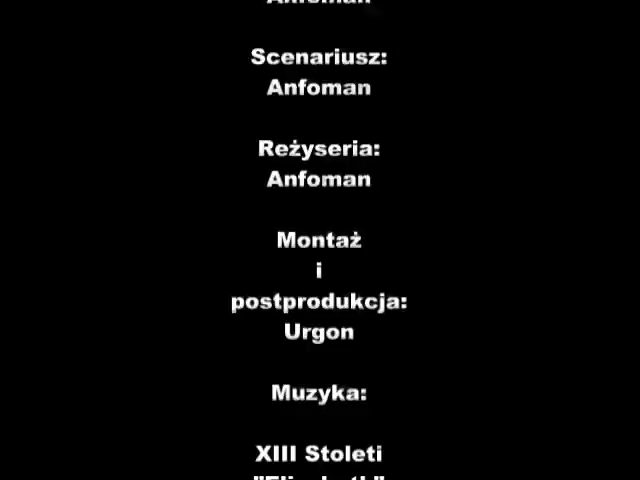 Anfoman
Scenariusz:
Anfoman
Reżyseria:
Anfoman
Montaż
i
postprodukcja:
Urgon
Muzyka:
XIII Stoleti